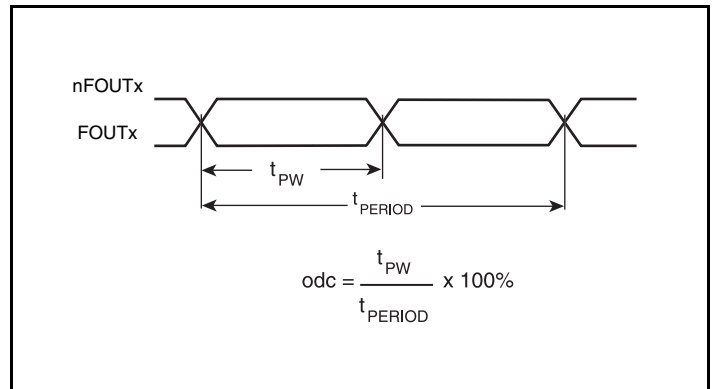 nFOUTx
FOUTx
tPW
tPERIOD
odc = tPW / tPERIOD x 100%